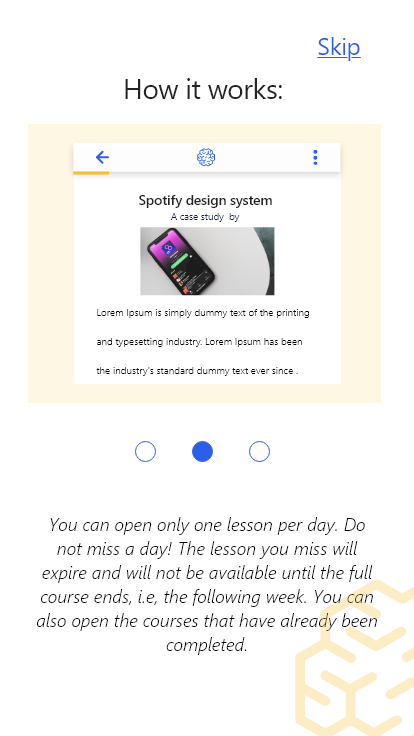 Skip
How it works:
Spotify design system
A case study by
Lorem Ipsum is simply dummy text of the printing
and typesetting industry. Lorem Ipsum has been
the industry's standard dummy text ever since .
You can open only one lesson per day. Do
not miss a day! The lesson you miss will
expire and will not be available until the full
course ends, i.e, the following week. You can
also open the courses that have already been
completed.